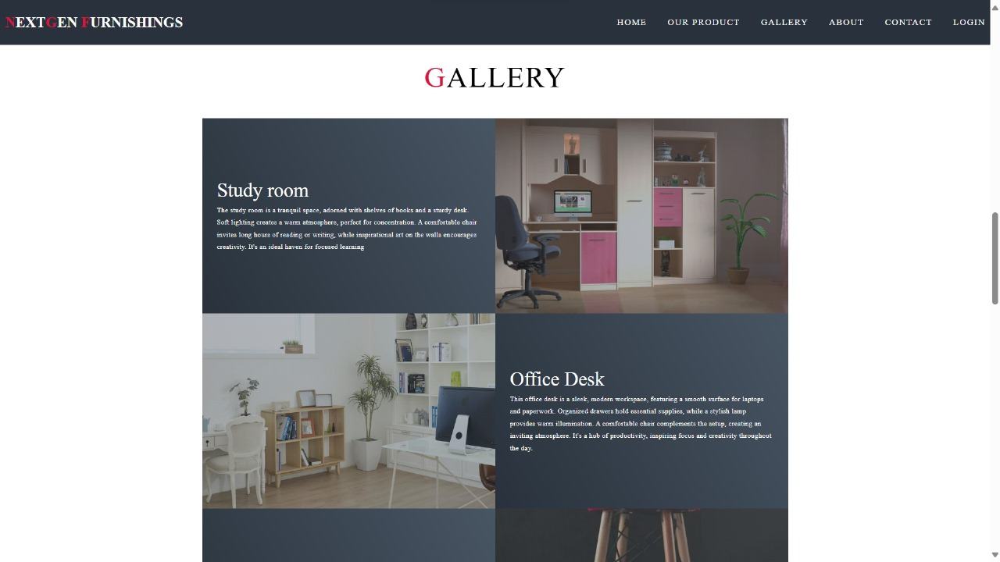 NEXTGEN FURNISHINGS
HOME OUR PRODUCT GALLERY ABOUT CONTACT LOGIN
GALLERY
Study room
The study room is a tranquil space, adorned with shelves of books and a sturdy desk.
Soft lighting creates a warm atmosphere, perfect for concentration. A comfortable chair
invites long hours of reading or writing, while inspirational art on the walls encourages
creativity. It's an ideal haven for focused learning
Office Desk
This office desk is a sleek, modern workspace, featuring a smooth surface for laptops
and paperwork. Organized drawers hold essential supplies, while a stylish lamp
provides warm illumination. A comfortable chair complements the setup, creating an
inviting atmosphere. It's a hub of productivity, inspiring focus and creativity throughout
the day.